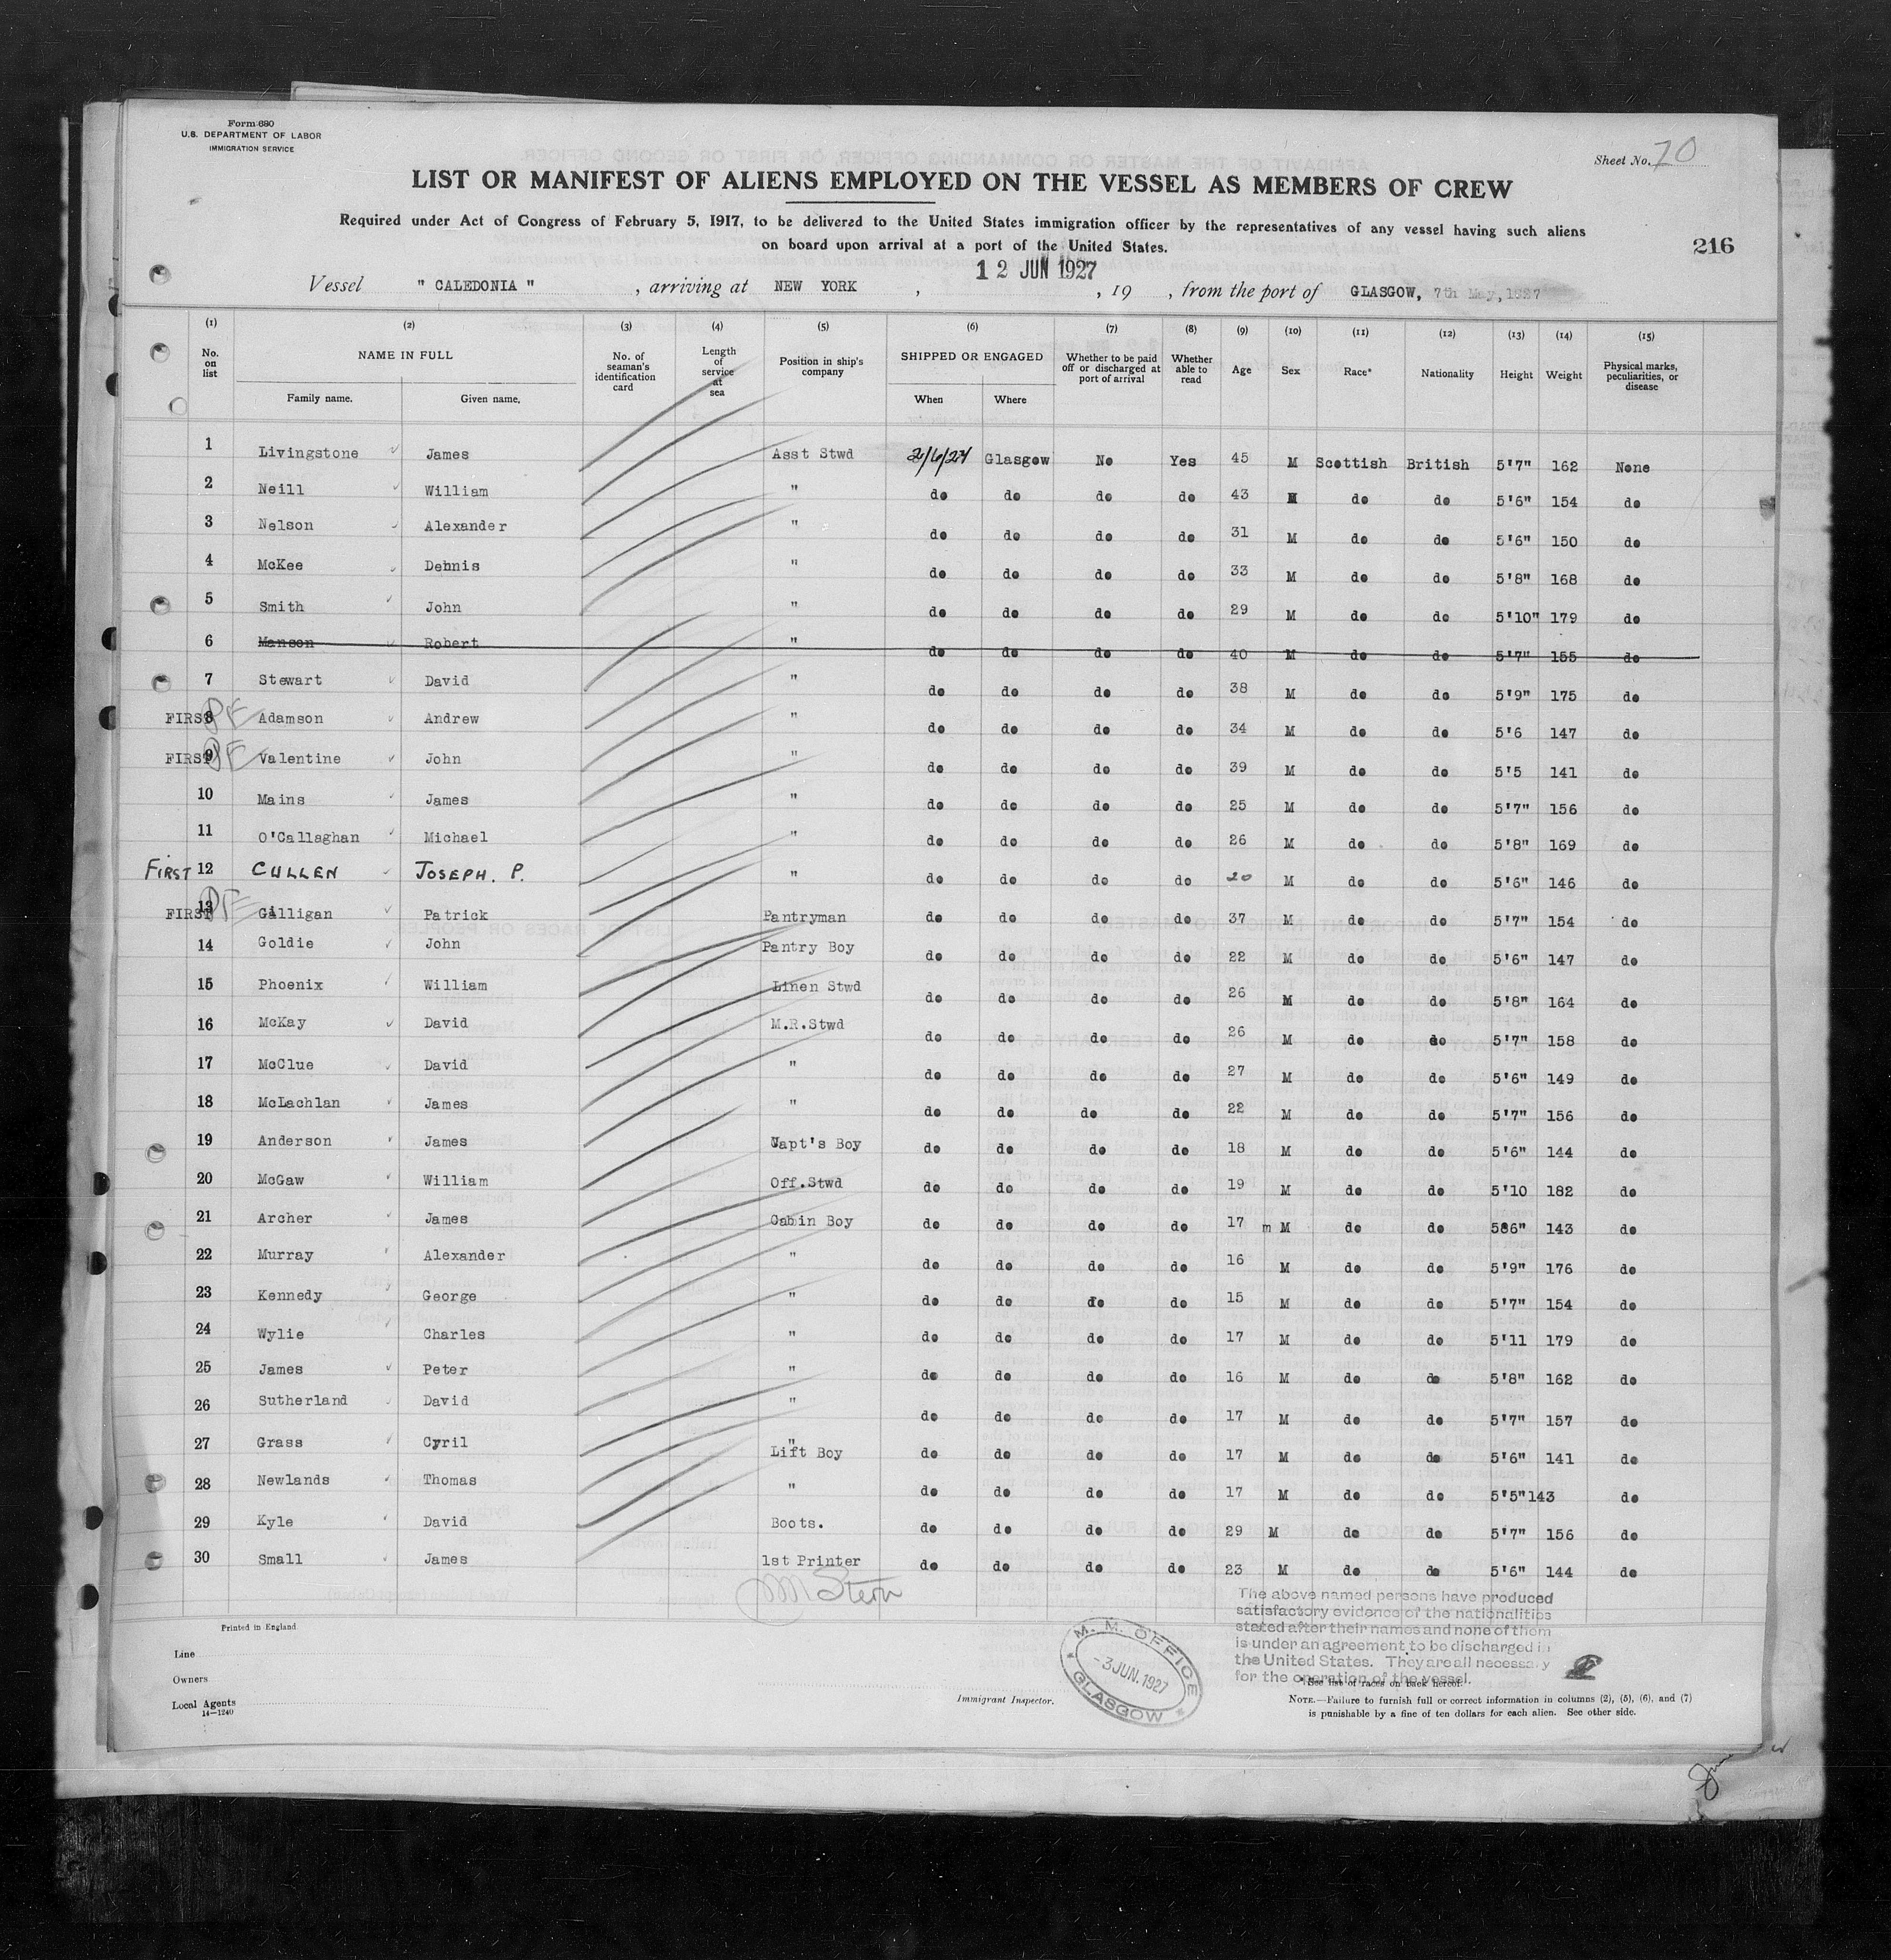 Form 680
U.S. DEPARTMENT OF LABOR
IMMIGRATION SERVICE
Sheet No. 70
LIST OR MANIFEST OF ALIENS EMPLOYED ON THE VESSEL AS MEMBERS OF CREW
Required under Act of Congress of February 5, 1917, to be delivered to the United States immigration officer by the representatives of any vessel having such aliens
on board upon arrival at a port of the United States.
216
12 JUN 1927
Vessel " CALEDONIA " , arriving at NEW YORK , , 19 , from the port of GLASGOW, 7th May, 1927
(1) (2) (3) (4) (5) (6) (7) (8) (9) (10) (11) (12) (13) (14) (15)
No. on list NAME IN FULL Family name. Given name. No. of seaman's identification card Length of service at sea Position in ship's company SHIPPED OR ENGAGED When Where Whether to be paid off or discharged at port of arrival Whether able to read Age Sex Race* Nationality Height Weight Physical marks, peculiarities, or disease
1 Livingstone James Asst Stwd 2/6/27 Glasgow No Yes 45 M Scottish British 5'7" 162 None
2 Neill William " do do do do 43 M do do 5'6" 154 do
3 Nelson Alexander " do do do do 31 M do do 5'6" 150 do
4 McKee Dennis " do do do do 33 M do do 5'8" 168 do
5 Smith John " do do do do 29 M do do 5'10" 179 do
6 Manson Robert " do do do do 40 M do do 5'7" 155 do
7 Stewart David " do do do do 38 M do do 5'9" 175 do
FIRST 8 PE Adamson Andrew " do do do do 34 M do do 5'6 147 do
FIRST 9 PE Valentine John " do do do do 39 M do do 5'5 141 do
10 Mains James " do do do do 25 M do do 5'7" 156 do
11 O'Callaghan Michael " do do do do 26 M do do 5'8" 169 do
FIRST 12 CULLEN JOSEPH. P. " do do do do 20 M do do 5'6" 146 do
FIRST 13 PE Gilligan Patrick Pantryman do do do do 37 M do do 5'7" 154 do
14 Goldie John Pantry Boy do do do do 22 M do do 5'6" 147 do
15 Phoenix William Linen Stwd do do do do 26 M do do 5'8" 164 do
16 McKay David M.R.Stwd do do do do 26 M do do 5'7" 158 do
17 McClue David " do do do do 27 M do do 5'6" 149 do
18 McLachlan James " do do do do 22 M do do 5'7" 156 do
19 Anderson James Capt's Boy do do do do 18 M do do 5'6" 144 do
20 McGaw William Off.Stwd do do do do 19 M do do 5'10 182 do
21 Archer James Cabin Boy do do do do 17 m M do do 586" 143 do
22 Murray Alexander " do do do do 16 M do do 5'9" 176 do
23 Kennedy George " do do do do 15 M do do 5'7" 154 do
24 Wylie Charles " do do do do 17 M do do 5'11 179 do
25 James Peter " do do do do 16 M do do 5'8" 162 do
26 Sutherland David " do do do do 17 M do do 5'7" 157 do
27 Grass Cyril " Lift Boy do do do do 17 M do do 5'6" 141 do
28 Newlands Thomas " do do do do 17 M do do 5'5" 143 do
29 Kyle David Boots. do do do do 29 M do do 5'7" 156 do
30 Small James 1st Printer do do do do 23 M do do 5'6" 144 do
Stern
The above named persons have produced
satisfactory evidence of the nationalities
stated after their names and none of them
is under an agreement to be discharged in
the United States. They are all necessary
for the operation of the vessel.
Printed in England
Line
Owners
Local Agents
14—1240
Immigrant Inspector.
M. M. OFFICE
-3 JUN. 1927
GLASGOW
* See list of races on back hereof.
NOTE.—Failure to furnish full or correct information in columns (2), (5), (6), and (7)
is punishable by a fine of ten dollars for each alien. See other side.
June